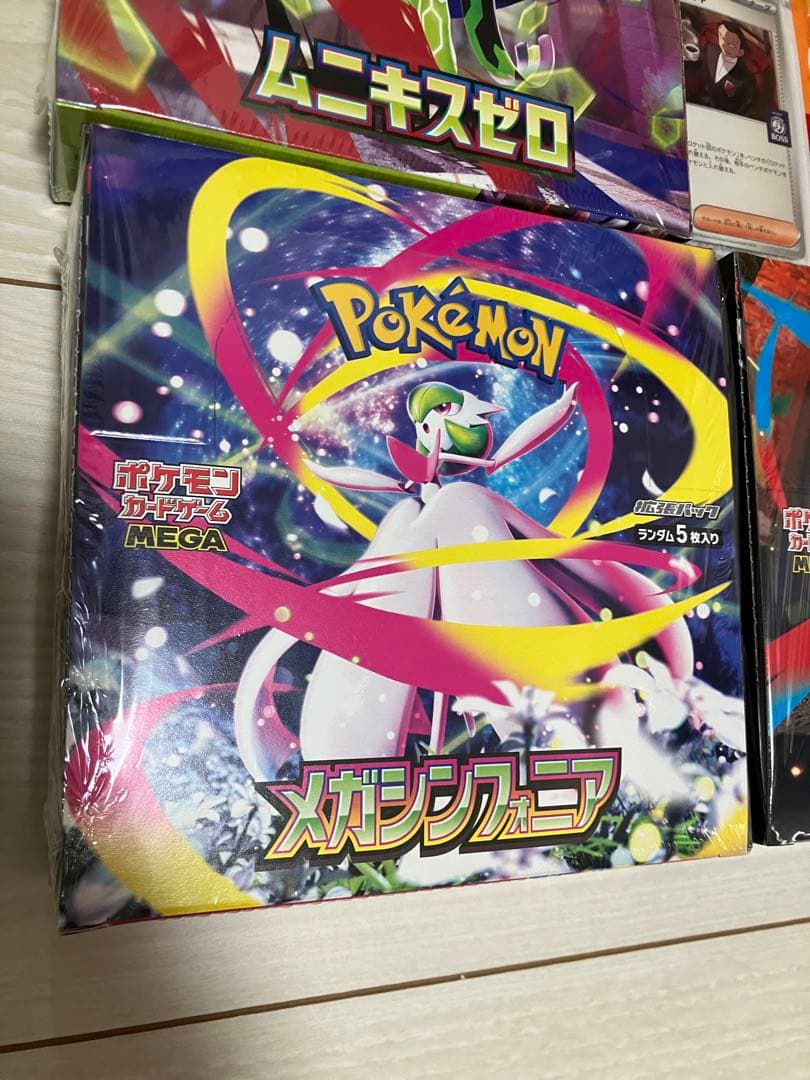 ムニキスゼロ
BOSS
POKéMON
ポケモン
カードゲーム
MEGA
拡張パック
ランダム5枚入り
メガシンフォニア